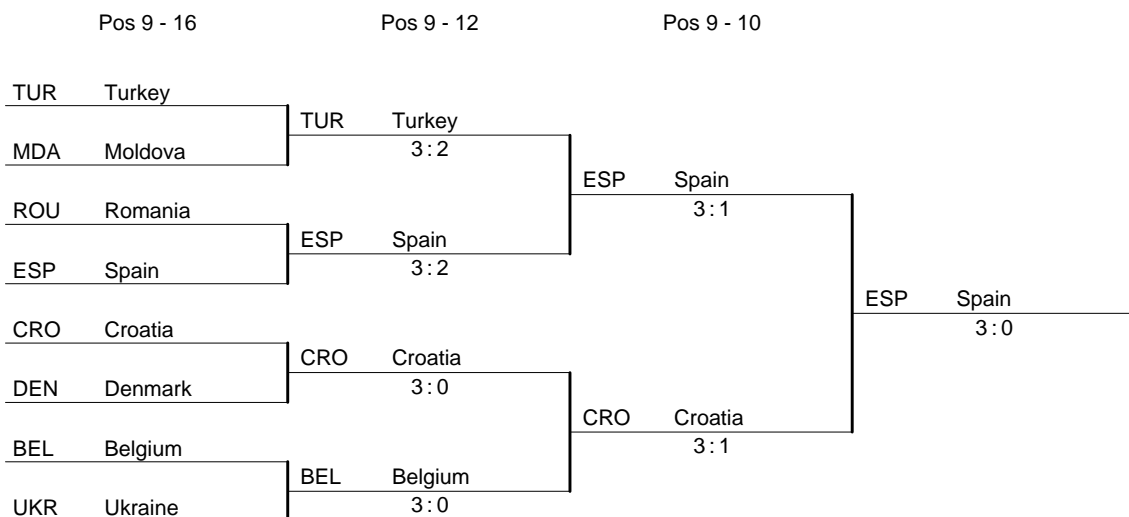 Pos 9 - 16 Pos 9 - 12 Pos 9 - 10
TUR Turkey
TUR Turkey
3 : 2
MDA Moldova
ESP Spain
3 : 1
ROU Romania
ESP Spain
3 : 2
ESP Spain
ESP Spain
3 : 0
CRO Croatia
CRO Croatia
3 : 0
DEN Denmark
CRO Croatia
3 : 1
BEL Belgium
BEL Belgium
3 : 0
UKR Ukraine